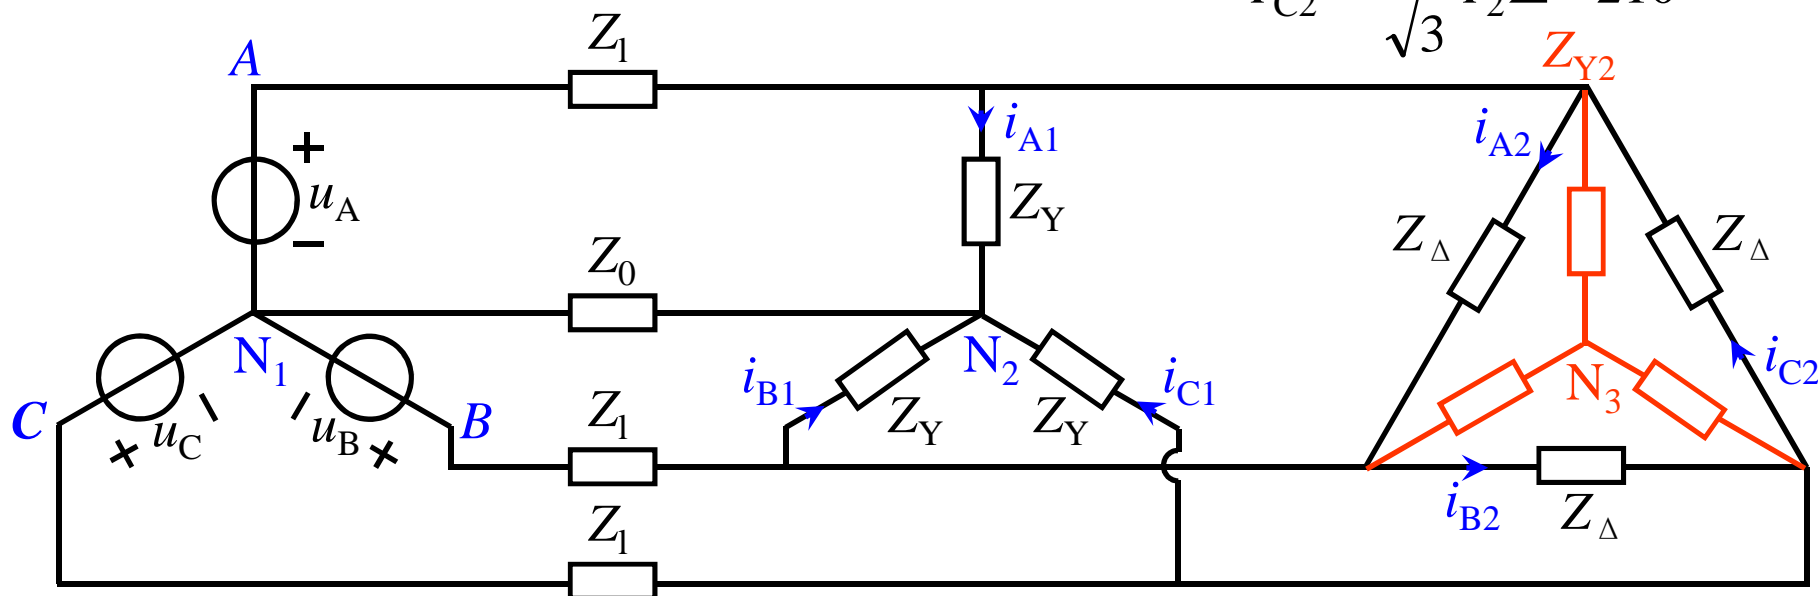 √3
Z_Y2
A
Z_1
i_A1
i_A2
+
u_A
−
Z_Y
Z_Δ
Z_Δ
Z_0
N_1
N_2
N_3
i_B1
i_C1
i_C2
C
u_C
u_B
B
+
+
−
−
Z_Y
Z_Y
Z_1
i_B2
Z_Δ
Z_1